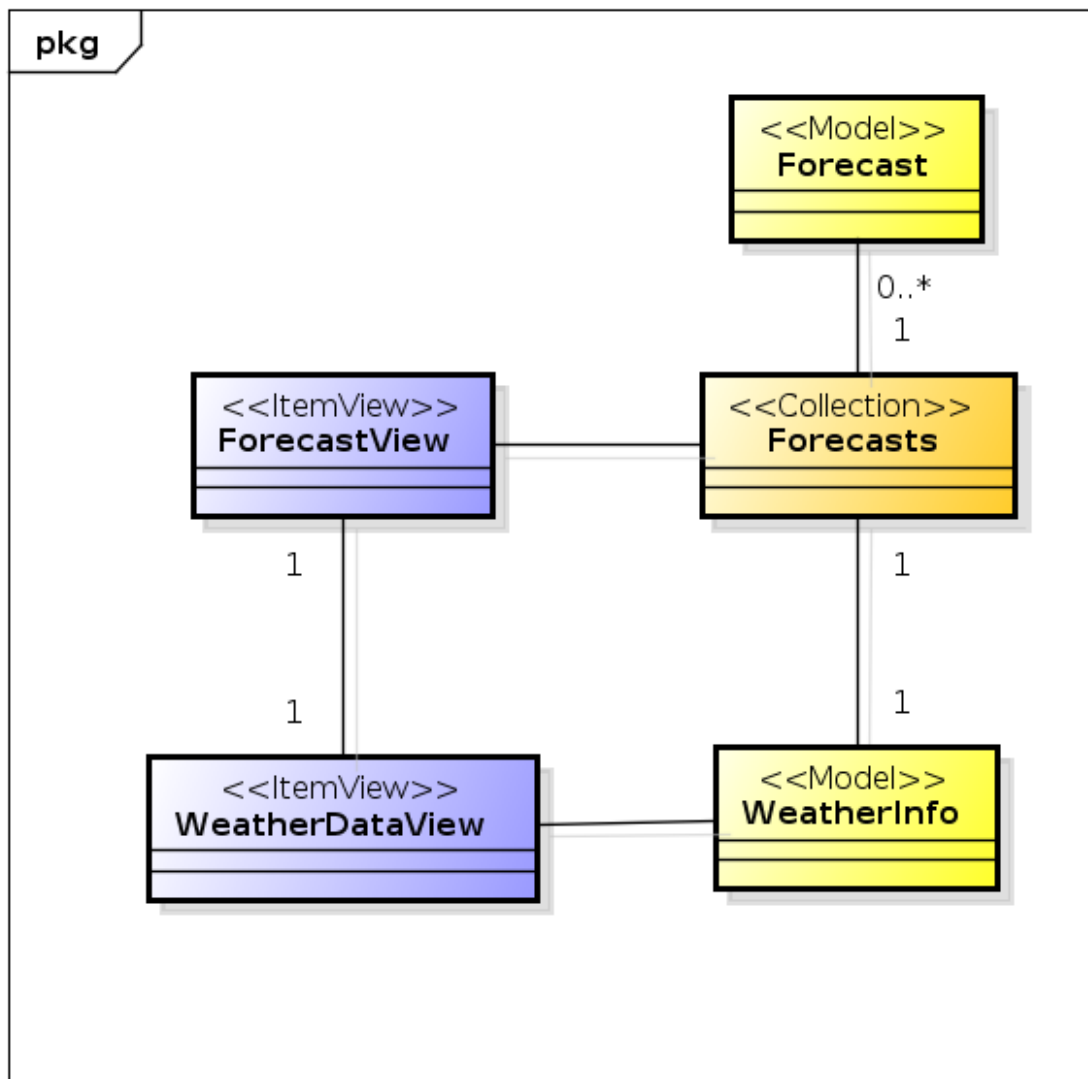 pkg
<<Model>>
Forecast
0..*
1
<<ItemView>>
ForecastView
<<Collection>>
Forecasts
1
1
1
1
<<ItemView>>
WeatherDataView
<<Model>>
WeatherInfo